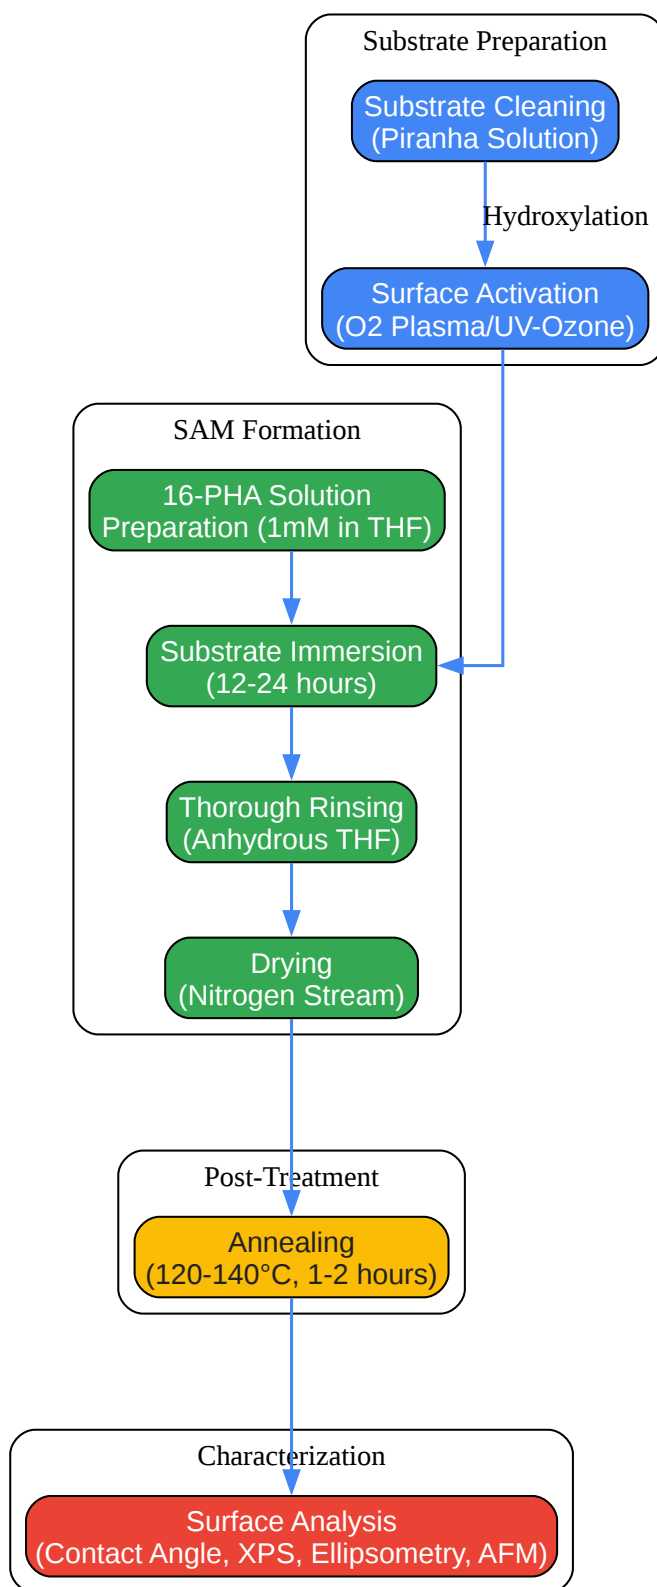 Substrate Preparation
Substrate Cleaning
(Piranha Solution)
Hydroxylation
Surface Activation
(O2 Plasma/UV-Ozone)
SAM Formation
16-PHA Solution
Preparation (1mM in THF)
Substrate Immersion
(12-24 hours)
Thorough Rinsing
(Anhydrous THF)
Drying
(Nitrogen Stream)
Post-Treatment
Annealing
(120-140°C, 1-2 hours)
Characterization
Surface Analysis
(Contact Angle, XPS, Ellipsometry, AFM)